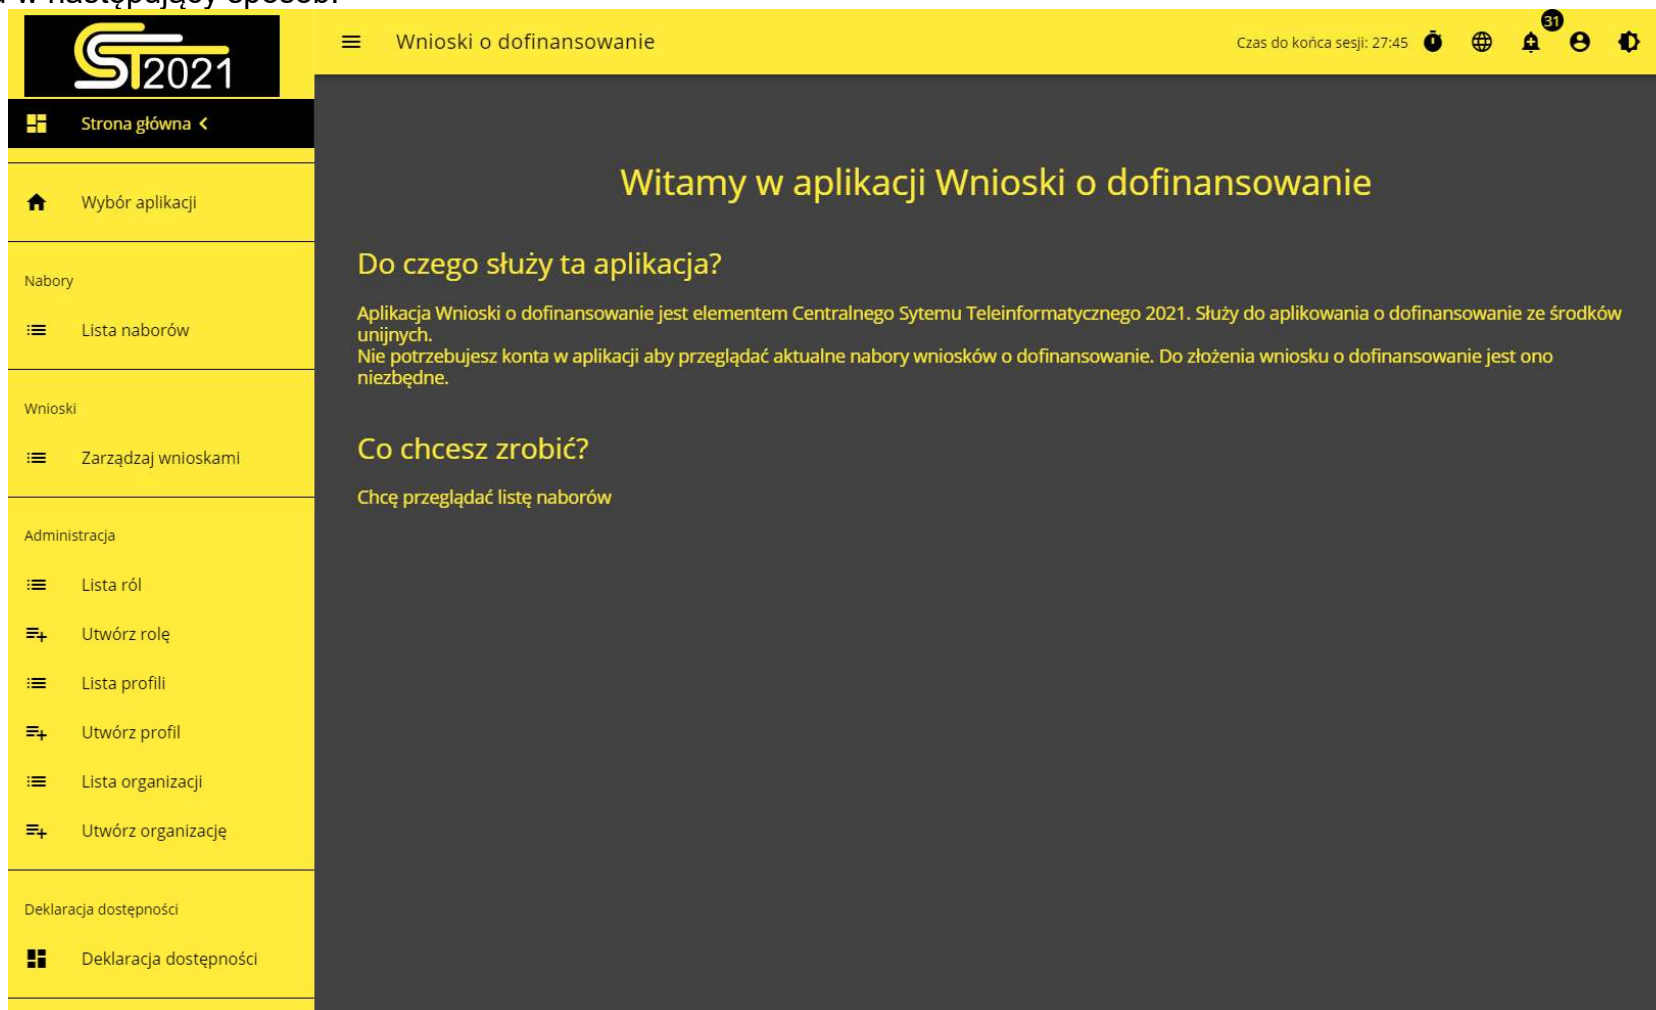 w następujący sposób:
ST2021
Wnioski o dofinansowanie
Czas do końca sesji: 27:45
31
Strona główna
Wybór aplikacji
Nabory
Lista naborów
Wnioski
Zarządzaj wnioskami
Administracja
Lista ról
Utwórz rolę
Lista profili
Utwórz profil
Lista organizacji
Utwórz organizację
Deklaracja dostępności
Deklaracja dostępności
Witamy w aplikacji Wnioski o dofinansowanie
Do czego służy ta aplikacja?
Aplikacja Wnioski o dofinansowanie jest elementem Centralnego Sytemu Teleinformatycznego 2021. Służy do aplikowania o dofinansowanie ze środków
unijnych.
Nie potrzebujesz konta w aplikacji aby przeglądać aktualne nabory wniosków o dofinansowanie. Do złożenia wniosku o dofinansowanie jest ono
niezbędne.
Co chcesz zrobić?
Chcę przeglądać listę naborów